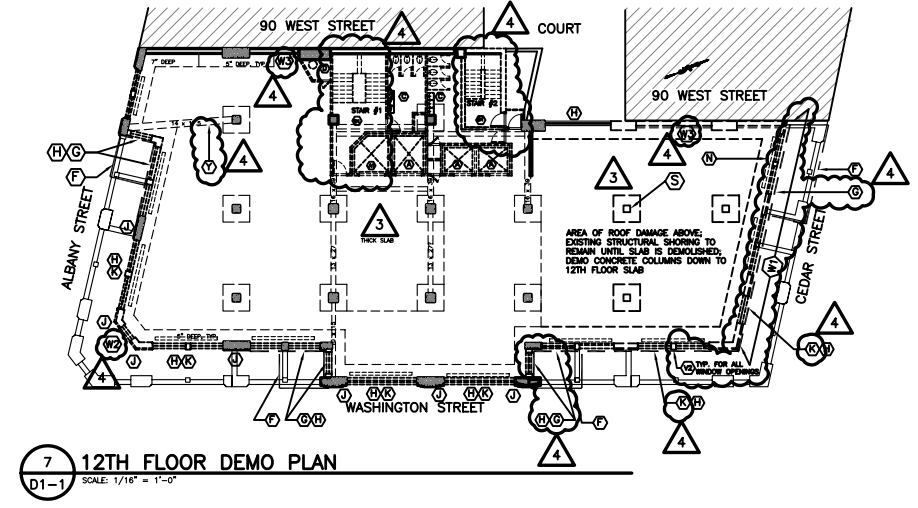 90 WEST STREET
4
4
COURT
7" DEEP
5" DEEP TYP.
W3
4
STAIR #1
STAIR #2
H
90 WEST STREET
W3
4
N
H G
F
Y
4
3
S
F
4
G
3
THICK SLAB
ALBANY STREET
J
H
K
AREA OF ROOF DAMAGE ABOVE;
EXISTING STRUCTURAL SHORING TO
REMAIN UNTIL SLAB IS DEMOLISHED;
DEMO CONCRETE COLUMNS DOWN TO
12TH FLOOR SLAB
W1
CEDAR STREET
4
J
W2
4
J
H K
J
K
V2 TYP. FOR ALL
WINDOW OPENINGS
J
H K
J
H K
J
WASHINGTON STREET
F
G H
H G
F
K H
4
4
7
D1-1
12TH FLOOR DEMO PLAN
SCALE: 1/16" = 1'-0"